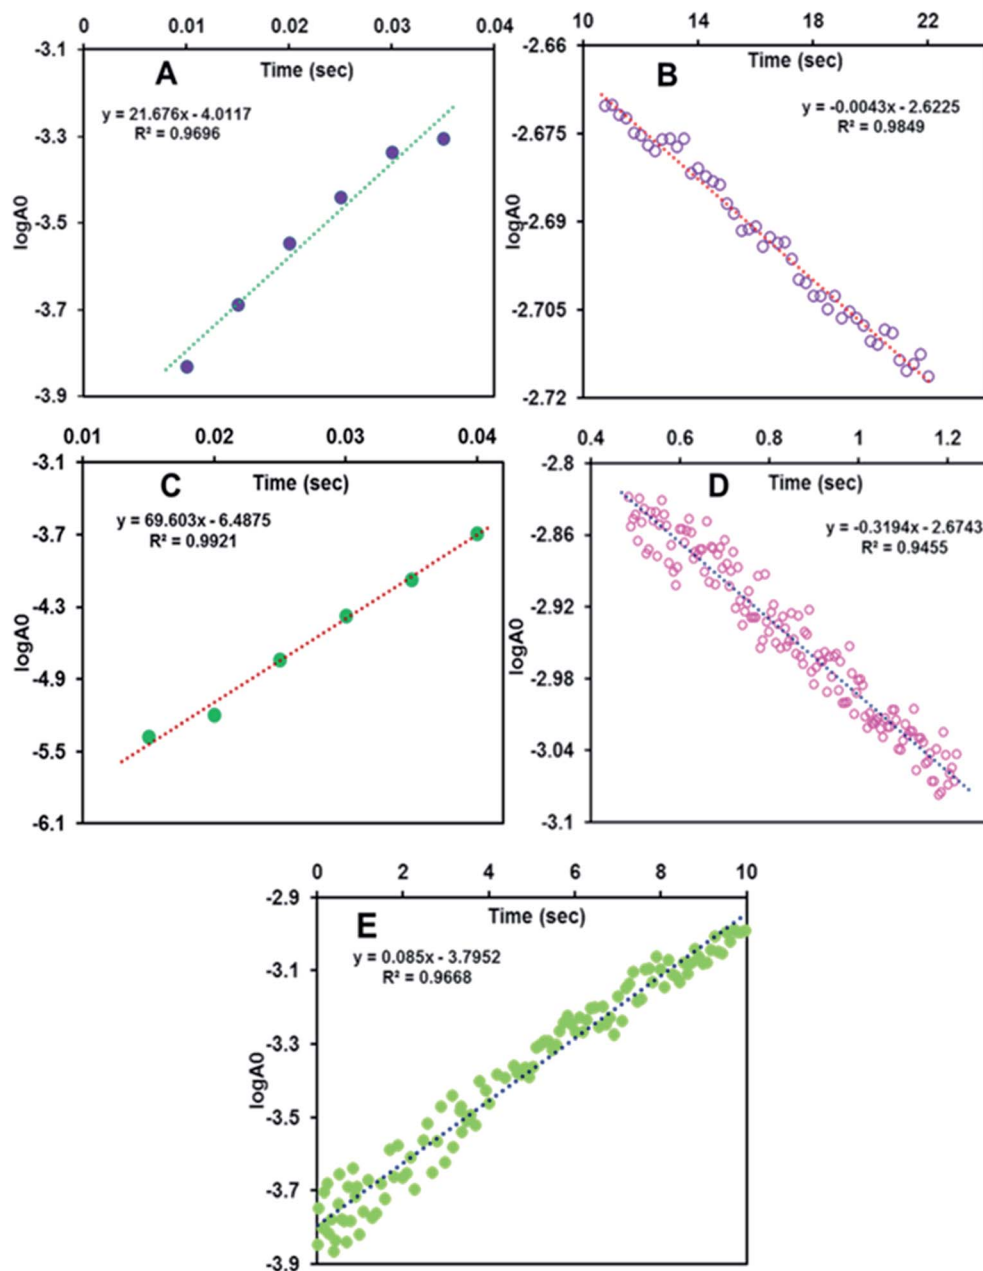 0 0.01 0.02 0.03 0.04
-3.1
Time (sec)
A
y = 21.676x - 4.0117
R² = 0.9696
-3.3
-3.5
-3.7
-3.9
logA0
10 14 18 22
-2.66
Time (sec)
B
y = -0.0043x - 2.6225
R² = 0.9849
-2.675
-2.69
-2.705
-2.72
logA0
0.01 0.02 0.03 0.04
-3.1
C
Time (sec)
y = 69.603x - 6.4875
R² = 0.9921
-3.7
-4.3
-4.9
-5.5
-6.1
logA0
0.4 0.6 0.8 1 1.2
-2.8
D
Time (sec)
y = -0.3194x - 2.6743
R² = 0.9455
-2.86
-2.92
-2.98
-3.04
-3.1
logA0
0 2 4 6 8 10
-2.9
E
Time (sec)
y = 0.085x - 3.7952
R² = 0.9668
-3.1
-3.3
-3.5
-3.7
-3.9
logA0